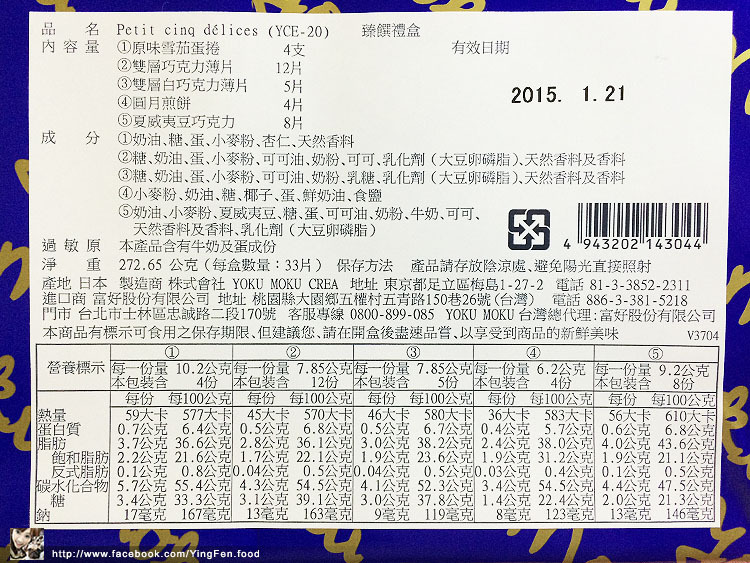 品名 Petit cinq délices (YCE-20) 臻饌禮盒
內容量 ①原味雪茄蛋捲 4支 有效日期
②雙層巧克力薄片 12片
③雙層白巧克力薄片 5片
2015. 1.21
④圓月煎餅 4片
⑤夏威夷豆巧克力 8片
成分 ①奶油、糖、蛋、小麥粉、杏仁、天然香料
②糖、奶油、蛋、小麥粉、可可油、奶粉、可可、乳化劑（大豆卵磷脂）、天然香料及香料
③糖、奶油、蛋、小麥粉、可可油、奶粉、乳糖、乳化劑（大豆卵磷脂）、天然香料及香料
④小麥粉、奶油、糖、椰子、蛋、鮮奶油、食鹽
⑤奶油、小麥粉、夏威夷豆、糖、蛋、可可油、奶粉、牛奶、可可、
天然香料及香料、乳化劑（大豆卵磷脂）
4 943202 143044
過敏原 本產品含有牛奶及蛋成份
淨重 272.65 公克（每盒數量：33片） 保存方法 產品請存放陰涼處、避免陽光直接照射
產地 日本 製造商 株式會社 YOKU MOKU CREA 地址 東京都足立區梅島1-27-2 電話 81-3-3852-2311
進口商 富好股份有限公司 地址 桃園縣大園鄉五權村五青路150巷26號(台灣) 電話 886-3-381-5218
門市 台北市士林區忠誠路二段170號 客服專線 0800-899-085 YOKU MOKU台灣總代理：富好股份有限公司
本商品有標示可食用之保存期限、但建議您、請在開盒後盡速品嘗、以享受到商品的新鮮美味 V3704
營養標示 ① ② ③ ④ ⑤
每一份量 10.2公克 每一份量 7.85公克 每一份量 7.85公克 每一份量 6.2公克 每一份量 9.2公克
本包裝含 4份 本包裝含 12份 本包裝含 5份 本包裝含 4份 本包裝含 8份
每份 每100公克 每份 每100公克 每份 每100公克 每份 每100公克 每份 每100公克
熱量 59大卡 577大卡 45大卡 570大卡 46大卡 580大卡 36大卡 583大卡 56大卡 610大卡
蛋白質 0.7公克 6.4公克 0.5公克 6.8公克 0.5公克 6.8公克 0.4公克 5.7公克 0.6公克 6.8公克
脂肪 3.7公克 36.6公克 2.8公克 36.1公克 3.0公克 38.2公克 2.4公克 38.0公克 4.0公克 43.6公克
飽和脂肪 2.2公克 21.6公克 1.7公克 22.1公克 1.9公克 23.6公克 1.9公克 31.2公克 1.9公克 21.1公克
反式脂肪 0.1公克 0.8公克 0.04公克 0.5公克 0.04公克 0.5公克 0.03公克 0.4公克 0.1公克 0.5公克
碳水化合物 5.7公克 55.4公克 4.3公克 54.5公克 4.1公克 52.3公克 3.4公克 54.5公克 4.4公克 47.5公克
糖 3.4公克 33.3公克 3.1公克 39.1公克 3.0公克 37.8公克 1.4公克 22.4公克 2.0公克 21.3公克
鈉 17毫克 167毫克 13毫克 163毫克 9毫克 119毫克 8毫克 123毫克 13毫克 146毫克
http://www.facebook.com/YingFen.food